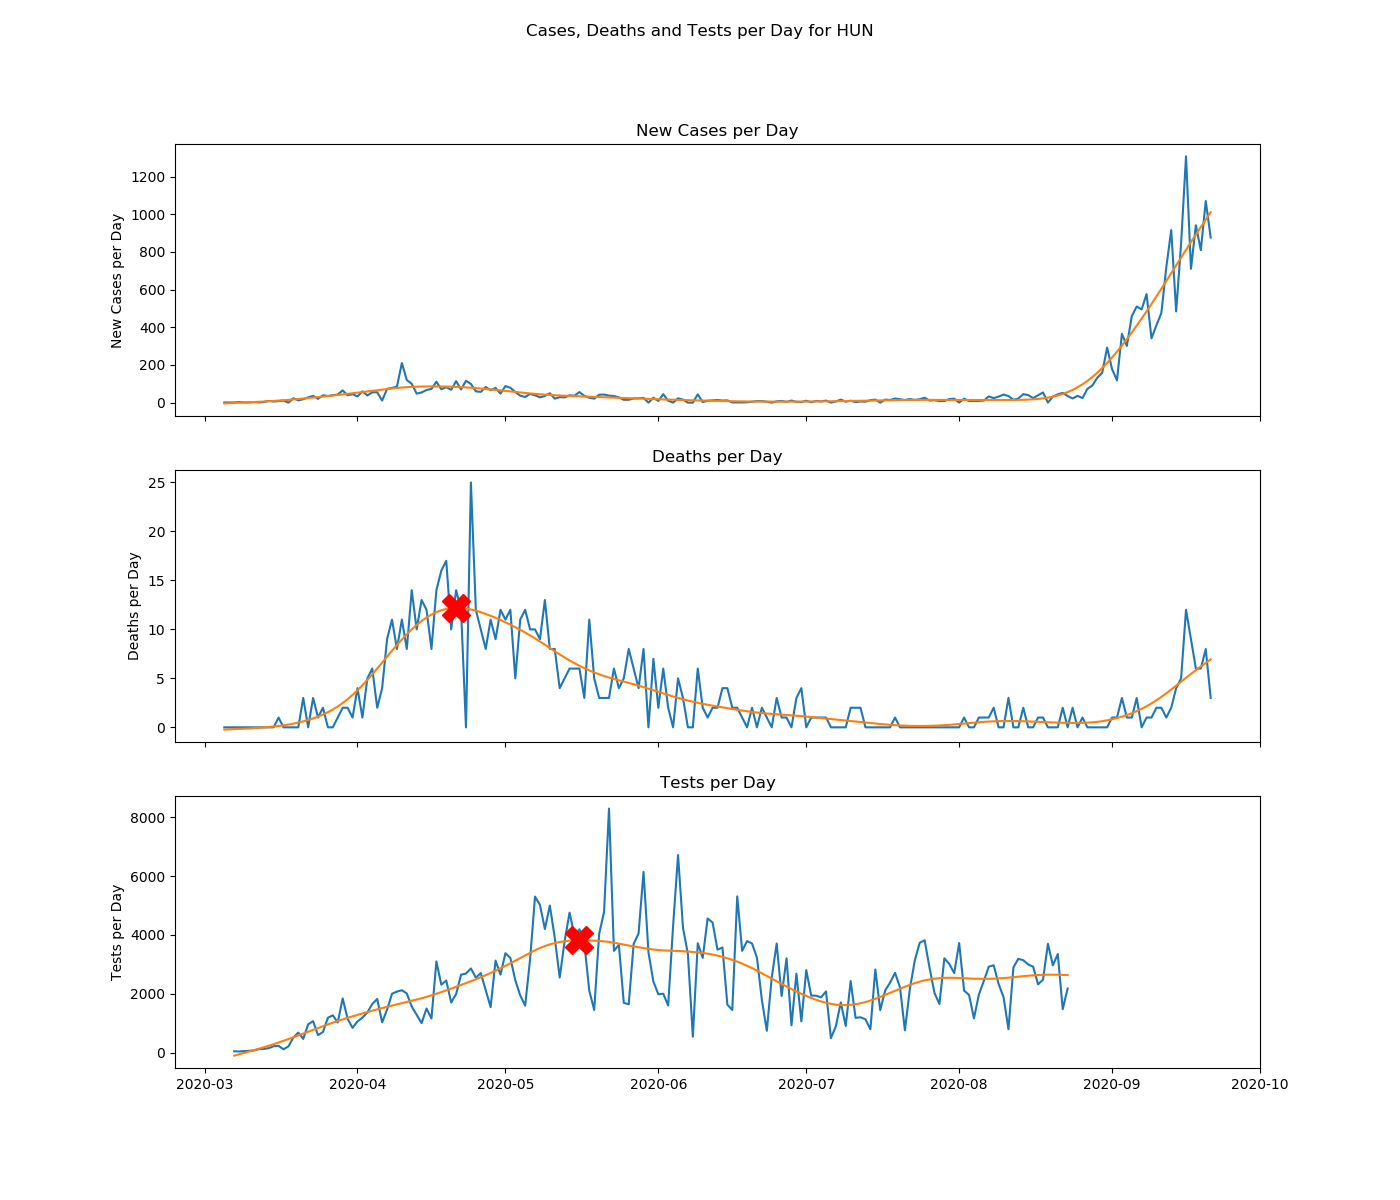 Cases, Deaths and Tests per Day for HUN
New Cases per Day
New Cases per Day
1200
1000
800
600
400
200
0
Deaths per Day
Deaths per Day
25
20
15
10
5
0
Tests per Day
Tests per Day
8000
6000
4000
2000
0
2020-03 2020-04 2020-05 2020-06 2020-07 2020-08 2020-09 2020-10